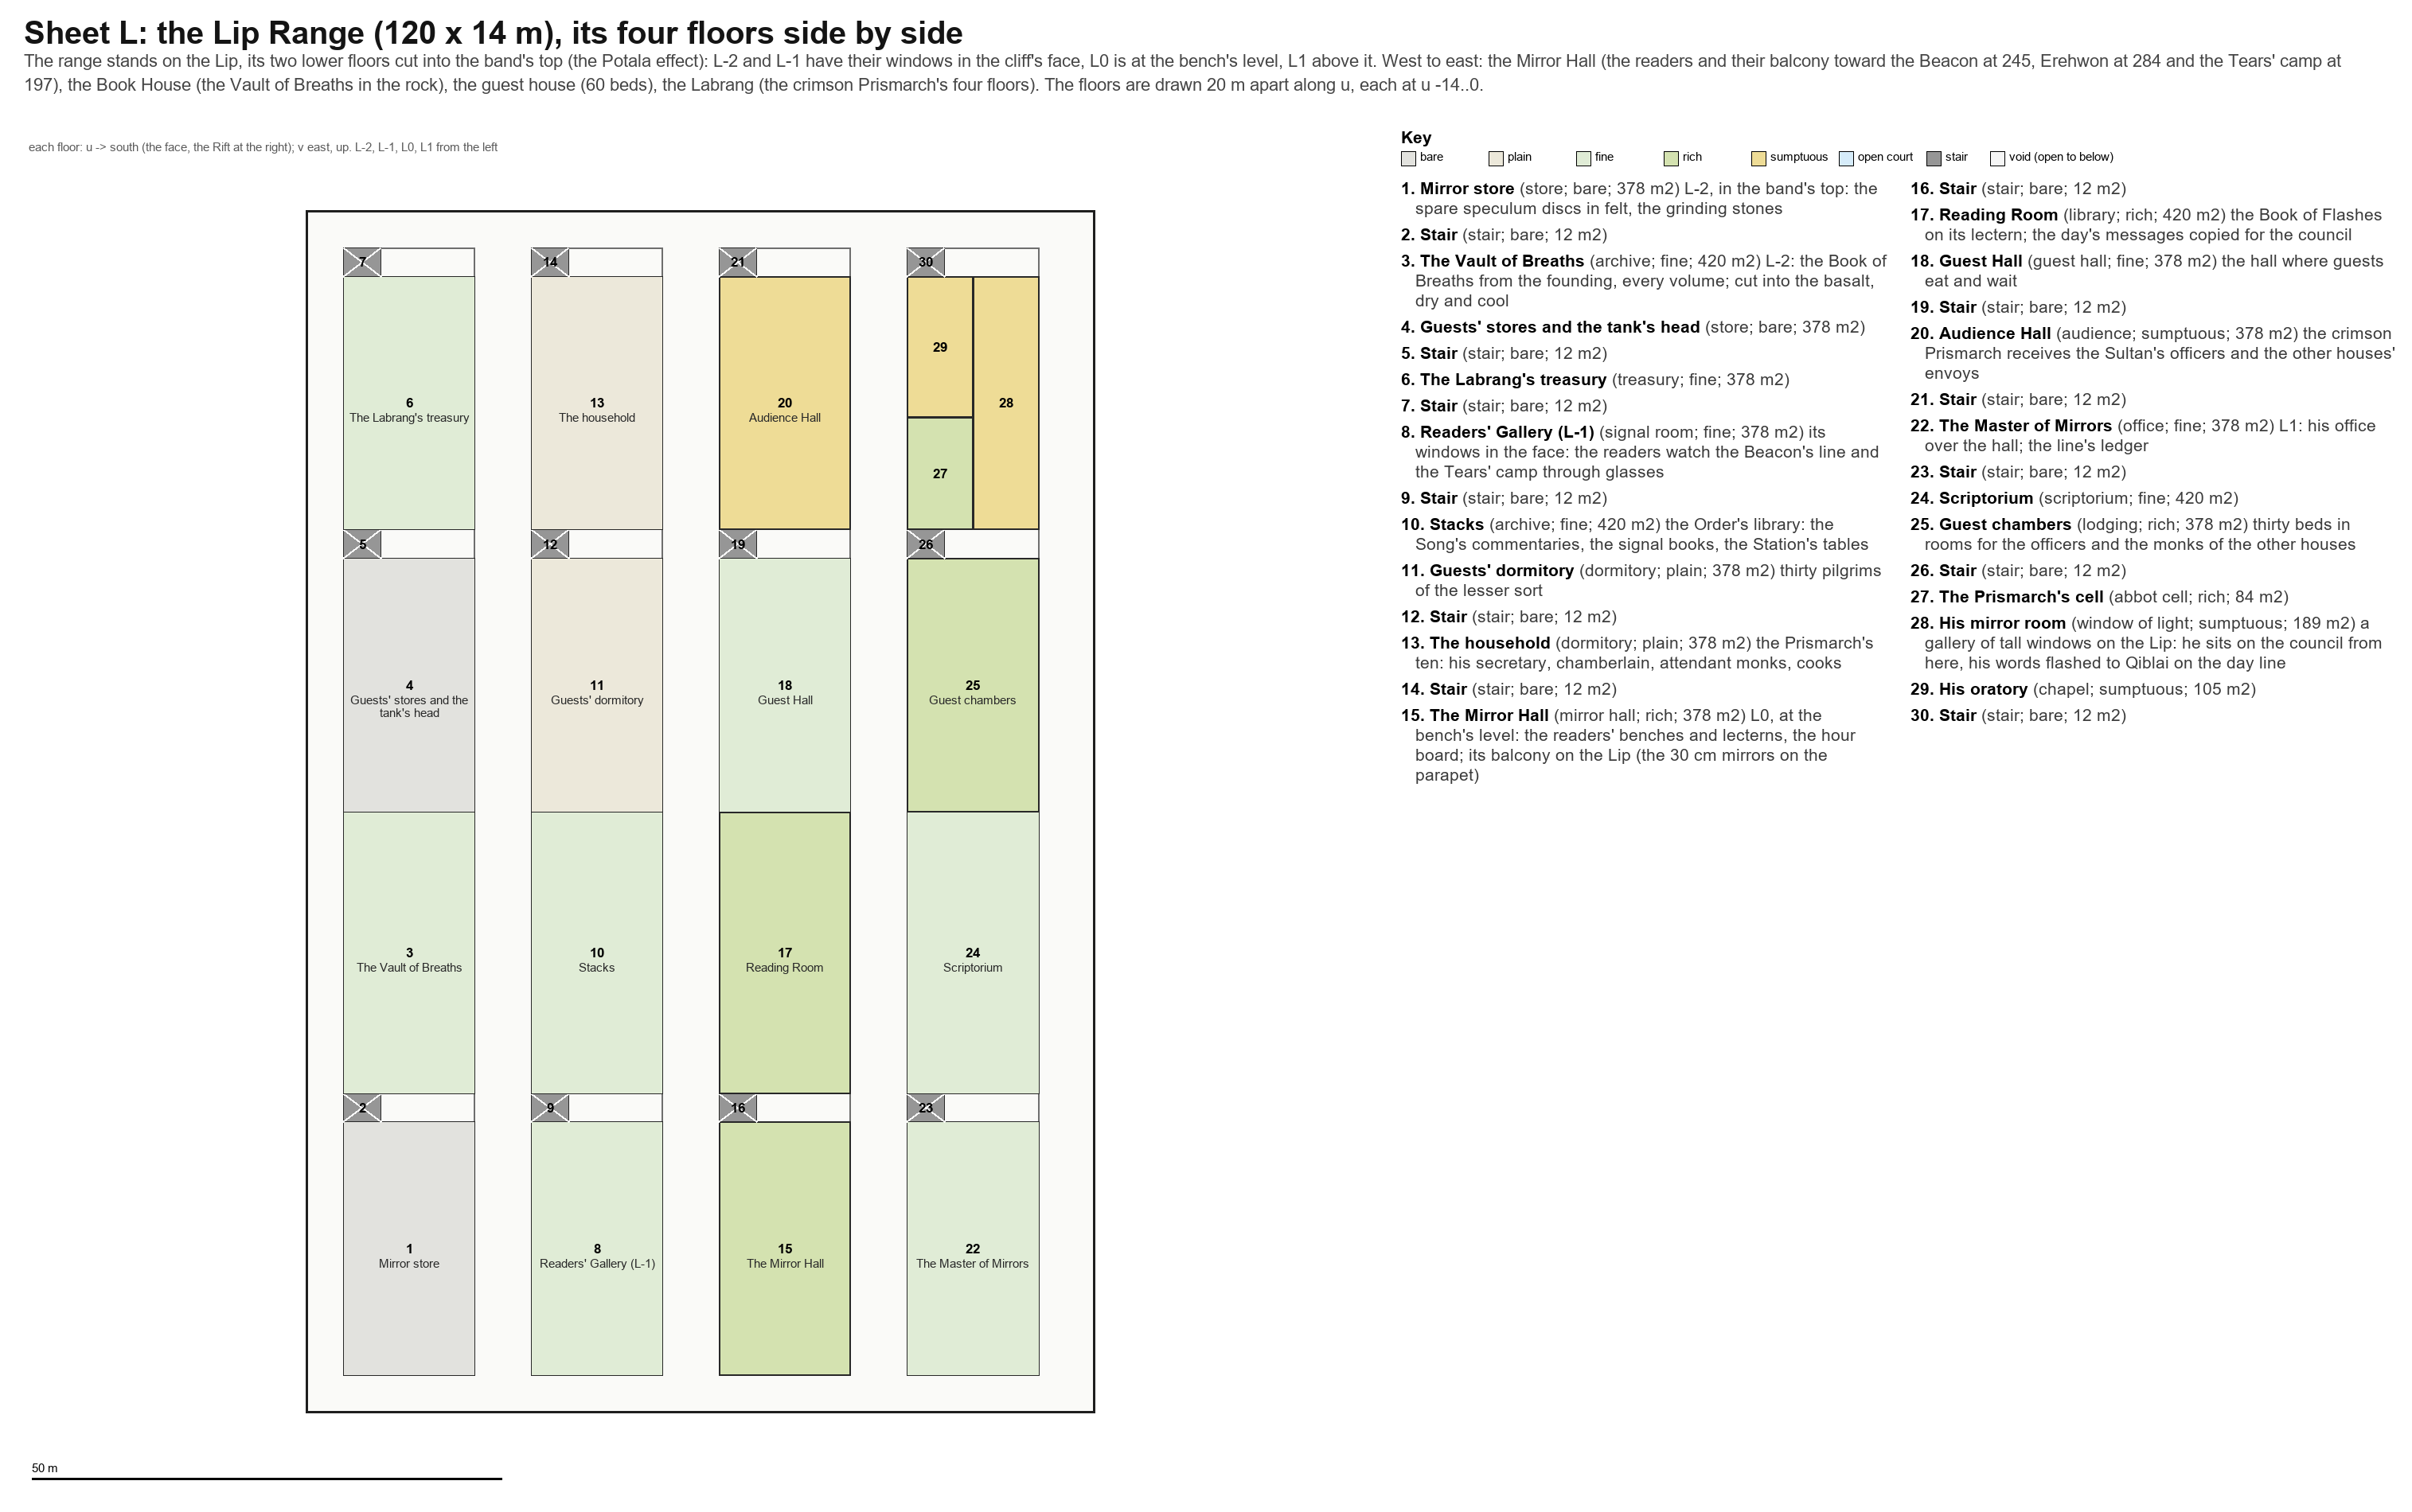 Sheet L: the Lip Range (120 x 14 m), its four floors side by side
The range stands on the Lip, its two lower floors cut into the band's top (the Potala effect): L-2 and L-1 have their windows in the cliff's face, L0 is at the bench's level, L1 above it. West to east: the Mirror Hall (the readers and their balcony toward the Beacon at 245, Erehwon at 284 and the Tears' camp at
197), the Book House (the Vault of Breaths in the rock), the guest house (60 beds), the Labrang (the crimson Prismarch's four floors). The floors are drawn 20 m apart along u, each at u -14..0.
each floor: u -> south (the face, the Rift at the right); v east, up. L-2, L-1, L0, L1 from the left
7
14
21
30
6
The Labrang's treasury
13
The household
20
Audience Hall
29
28
27
5
12
19
26
4
Guests' stores and the
tank's head
11
Guests' dormitory
18
Guest Hall
25
Guest chambers
3
The Vault of Breaths
10
Stacks
17
Reading Room
24
Scriptorium
2
9
16
23
1
Mirror store
8
Readers' Gallery (L-1)
15
The Mirror Hall
22
The Master of Mirrors
50 m
Key
bare
plain
fine
rich
sumptuous
open court
stair
void (open to below)
1. Mirror store (store; bare; 378 m2) L-2, in the band's top: the
spare speculum discs in felt, the grinding stones
2. Stair (stair; bare; 12 m2)
3. The Vault of Breaths (archive; fine; 420 m2) L-2: the Book of
Breaths from the founding, every volume; cut into the basalt,
dry and cool
4. Guests' stores and the tank's head (store; bare; 378 m2)
5. Stair (stair; bare; 12 m2)
6. The Labrang's treasury (treasury; fine; 378 m2)
7. Stair (stair; bare; 12 m2)
8. Readers' Gallery (L-1) (signal room; fine; 378 m2) its
windows in the face: the readers watch the Beacon's line and
the Tears' camp through glasses
9. Stair (stair; bare; 12 m2)
10. Stacks (archive; fine; 420 m2) the Order's library: the
Song's commentaries, the signal books, the Station's tables
11. Guests' dormitory (dormitory; plain; 378 m2) thirty pilgrims
of the lesser sort
12. Stair (stair; bare; 12 m2)
13. The household (dormitory; plain; 378 m2) the Prismarch's
ten: his secretary, chamberlain, attendant monks, cooks
14. Stair (stair; bare; 12 m2)
15. The Mirror Hall (mirror hall; rich; 378 m2) L0, at the
bench's level: the readers' benches and lecterns, the hour
board; its balcony on the Lip (the 30 cm mirrors on the
parapet)
16. Stair (stair; bare; 12 m2)
17. Reading Room (library; rich; 420 m2) the Book of Flashes
on its lectern; the day's messages copied for the council
18. Guest Hall (guest hall; fine; 378 m2) the hall where guests
eat and wait
19. Stair (stair; bare; 12 m2)
20. Audience Hall (audience; sumptuous; 378 m2) the crimson
Prismarch receives the Sultan's officers and the other houses'
envoys
21. Stair (stair; bare; 12 m2)
22. The Master of Mirrors (office; fine; 378 m2) L1: his office
over the hall; the line's ledger
23. Stair (stair; bare; 12 m2)
24. Scriptorium (scriptorium; fine; 420 m2)
25. Guest chambers (lodging; rich; 378 m2) thirty beds in
rooms for the officers and the monks of the other houses
26. Stair (stair; bare; 12 m2)
27. The Prismarch's cell (abbot cell; rich; 84 m2)
28. His mirror room (window of light; sumptuous; 189 m2) a
gallery of tall windows on the Lip: he sits on the council from
here, his words flashed to Qiblai on the day line
29. His oratory (chapel; sumptuous; 105 m2)
30. Stair (stair; bare; 12 m2)